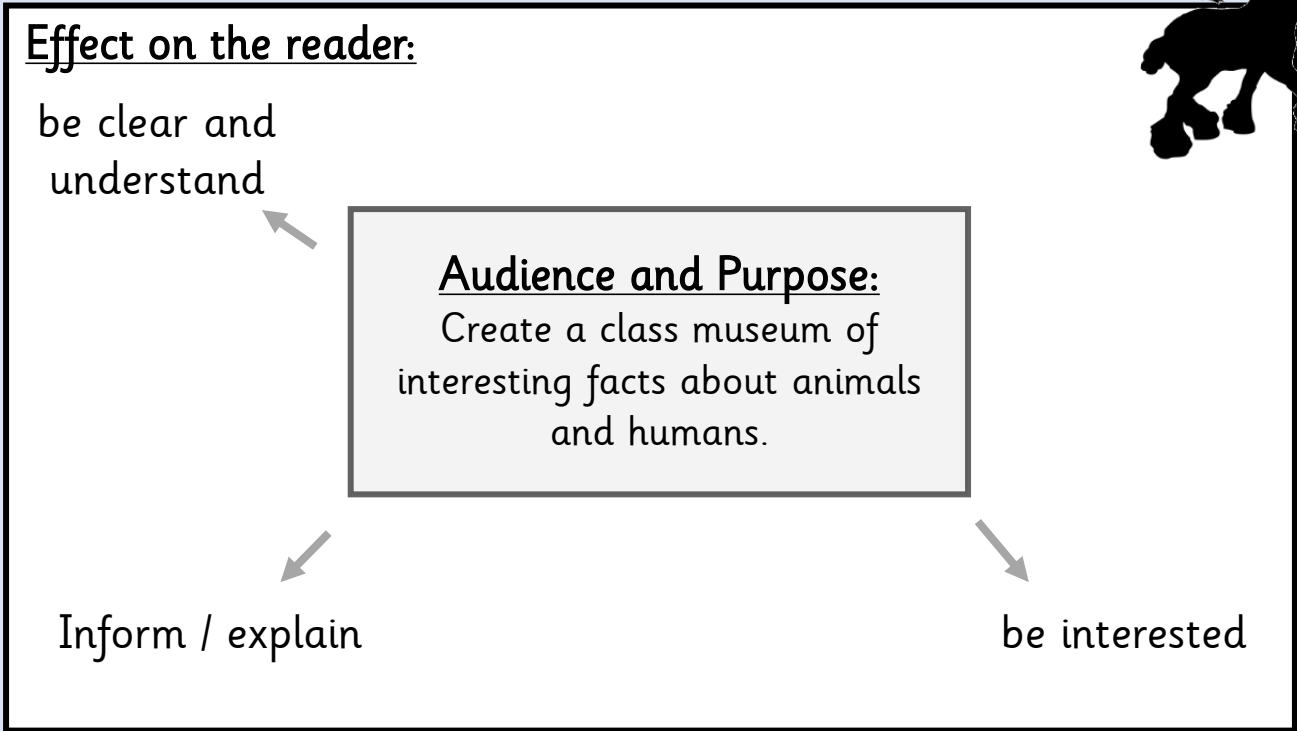 Effect on the reader:
be clear and
understand
Audience and Purpose:
Create a class museum of
interesting facts about animals
and humans.
Inform / explain
be interested